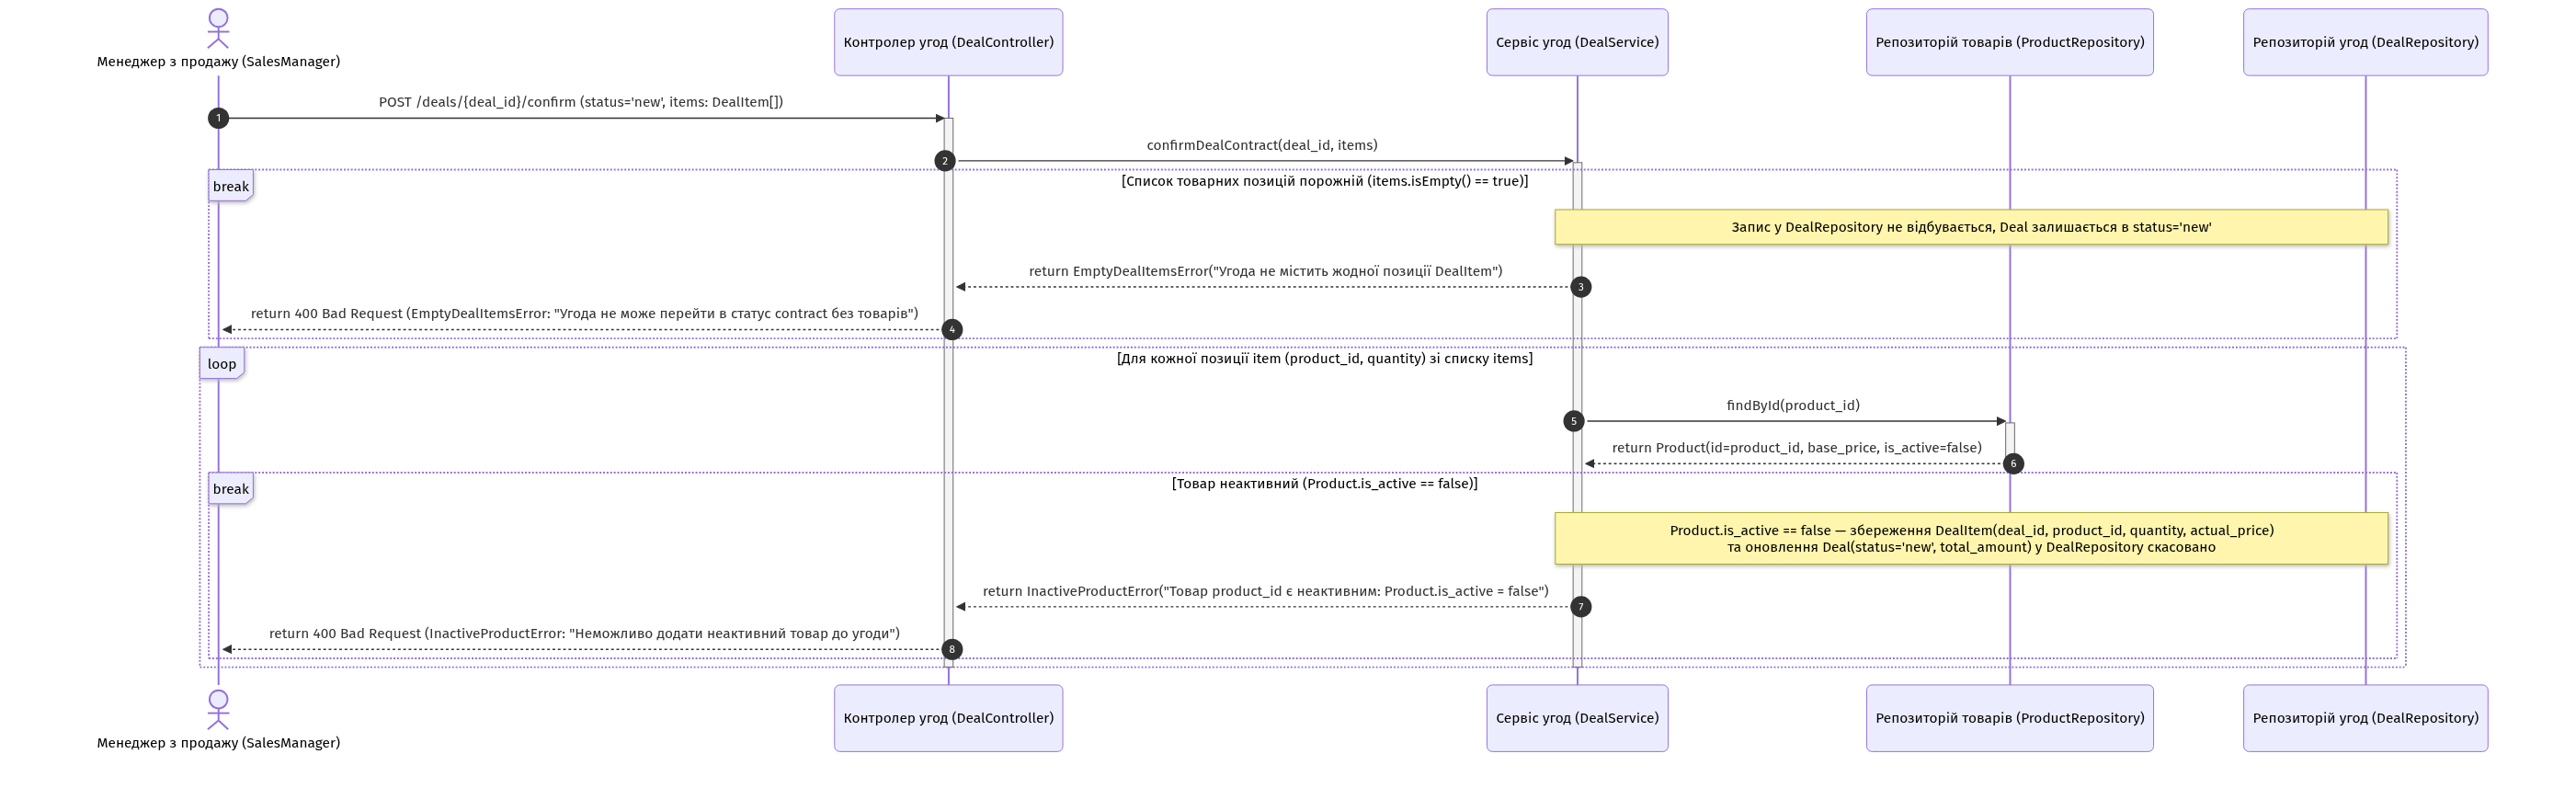 Менеджер з продажу (SalesManager)
Контролер угод (DealController)
Сервіс угод (DealService)
Репозиторій товарів (ProductRepository)
Репозиторій угод (DealRepository)
POST /deals/{deal_id}/confirm (status='new', items: DealItem[])
1
confirmDealContract(deal_id, items)
2
break
[Список товарних позицій порожній (items.isEmpty() == true)]
Запис у DealRepository не відбувається, Deal залишається в status='new'
return EmptyDealItemsError("Угода не містить жодної позиції DealItem")
3
return 400 Bad Request (EmptyDealItemsError: "Угода не може перейти в статус contract без товарів")
4
loop
[Для кожної позиції item (product_id, quantity) зі списку items]
findById(product_id)
5
return Product(id=product_id, base_price, is_active=false)
6
break
[Товар неактивний (Product.is_active == false)]
Product.is_active == false — збереження DealItem(deal_id, product_id, quantity, actual_price)
та оновлення Deal(status='new', total_amount) у DealRepository скасовано
return InactiveProductError("Товар product_id є неактивним: Product.is_active = false")
7
return 400 Bad Request (InactiveProductError: "Неможливо додати неактивний товар до угоди")
8
Менеджер з продажу (SalesManager)
Контролер угод (DealController)
Сервіс угод (DealService)
Репозиторій товарів (ProductRepository)
Репозиторій угод (DealRepository)